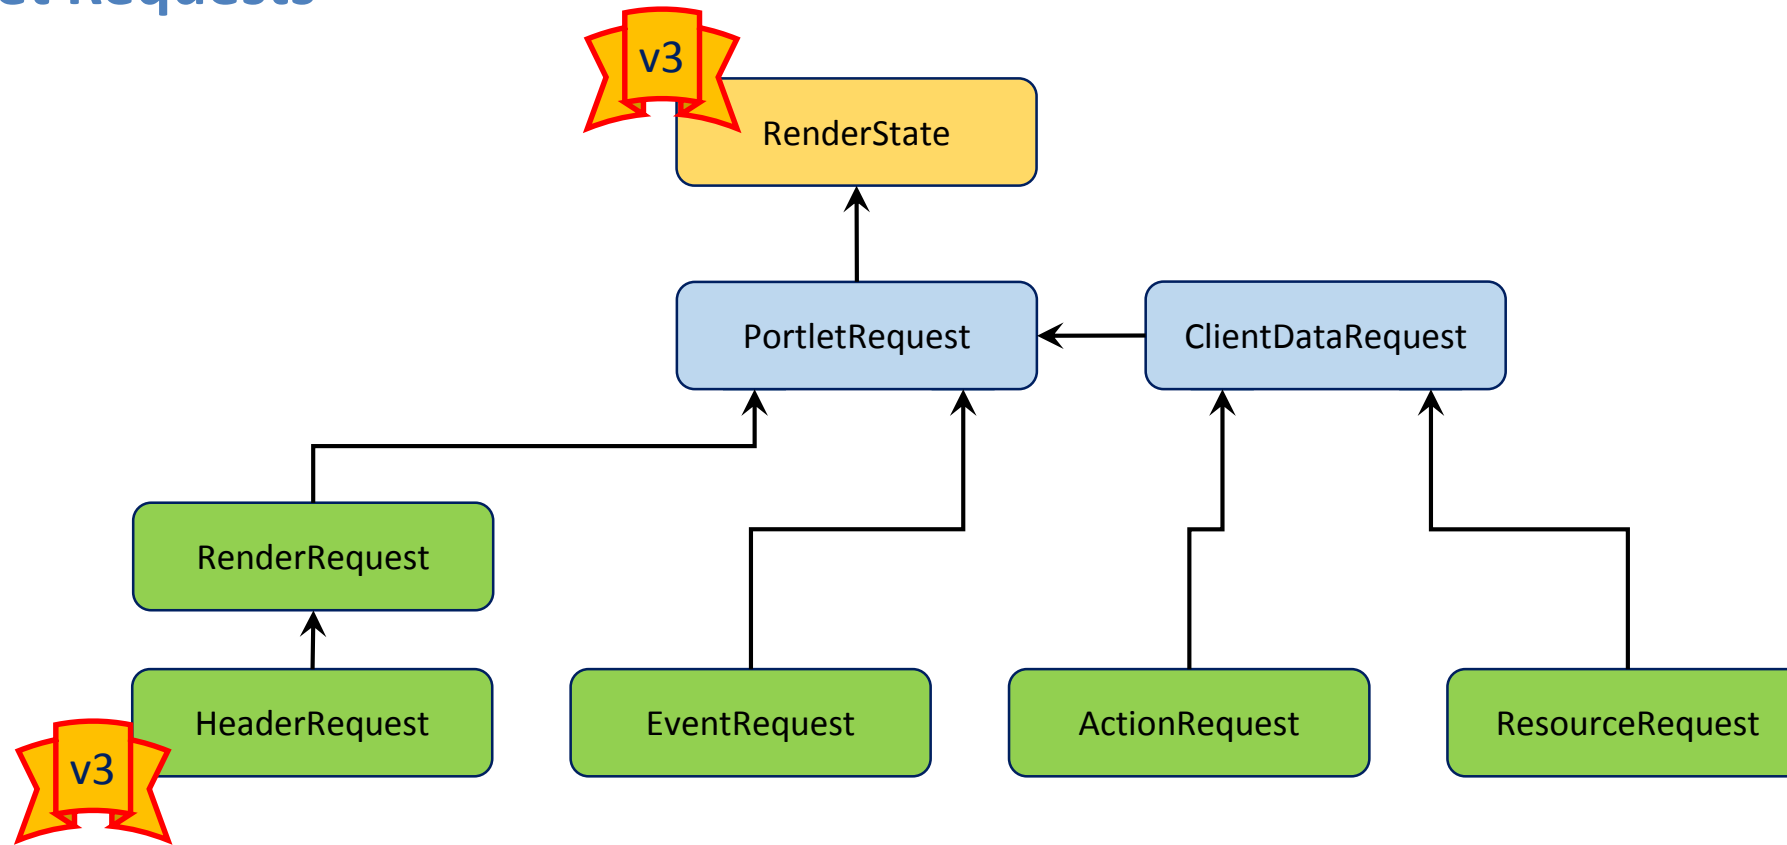 v3
RenderState
PortletRequest
ClientDataRequest
RenderRequest
HeaderRequest
EventRequest
ActionRequest
ResourceRequest
v3